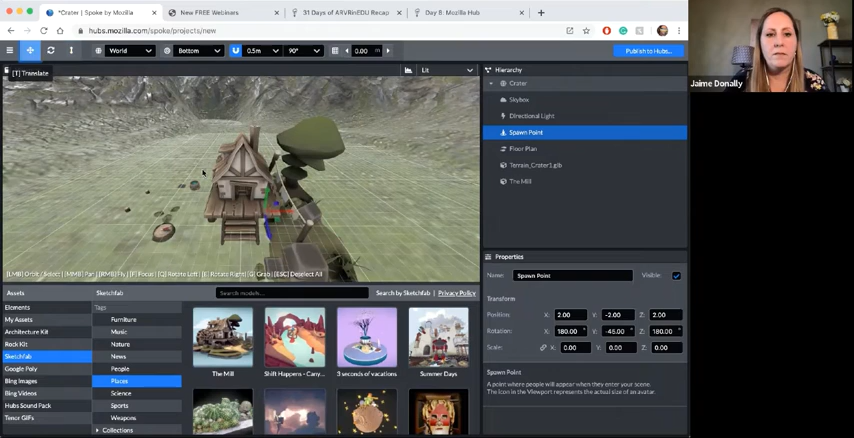 *Crater | Spoke by Mozilla
New FREE Webinars
31 Days of ARVRinEDU Recap
Day 8: Mozilla Hub
hubs.mozilla.com/spoke/projects/new
World
Bottom
0.5m
90°
0.00 m
Publish to Hubs...
[T] Translate
Lit
[LMB] Orbit / Select | [MMB] Pan | [RMB] Fly | [F] Focus | [Q] Rotate Left | [E] Rotate Right | [G] Grab | [ESC] Deselect All
Hierarchy
Crater
Skybox
Directional Light
Spawn Point
Floor Plan
Terrain_Crater1.glb
The Mill
Properties
Name: Spawn Point Visible:
Transform
Position: X: 2.00 Y: -2.00 Z: 2.00
Rotation: X: 180.00 ° Y: -45.00 ° Z: 180.00 °
Scale: X: 0.00 Y: 0.00 Z: 0.00
Spawn Point
A point where people will appear when they enter your scene.
The icon in the Viewport represents the actual size of an avatar.
Assets
Elements
My Assets
Architecture Kit
Rock Kit
Sketchfab
Google Poly
Bing Images
Bing Videos
Hubs Sound Pack
Tenor GIFs
Sketchfab
Search models...
Search by Sketchfab | Privacy Policy
Tags
Furniture
Music
Nature
News
People
Places
Science
Sports
Weapons
Collections
The Mill
Shift Happens - Cany...
3 seconds of vacations
Summer Days
Jaime Donally